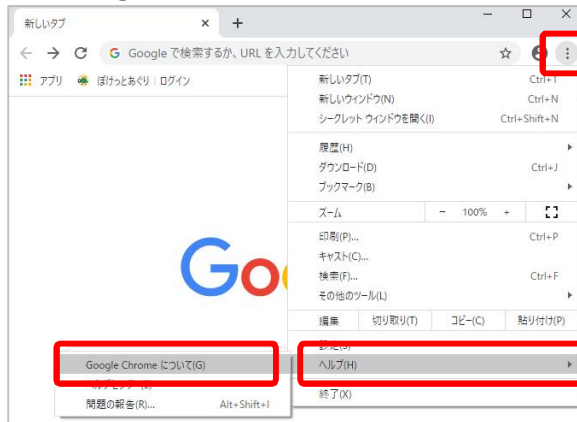 新しいタブ
Google で検索するか、URL を入力してください
アプリ ぽけっとあぐり | ログイン
新しいタブ(T) Ctrl+T
新しいウィンドウ(N) Ctrl+N
シークレット ウィンドウを開く(I) Ctrl+Shift+N
履歴(H)
ダウンロード(D) Ctrl+J
ブックマーク(B)
ズーム - 100% +
印刷(P)... Ctrl+P
キャスト(C)...
検索(F)... Ctrl+F
その他のツール(L)
編集 切り取り(T) コピー(C) 貼り付け(P)
設定(S)
ヘルプ(H)
終了(X)
Goo
Google Chrome について(G)
問題の報告(R)... Alt+Shift+I